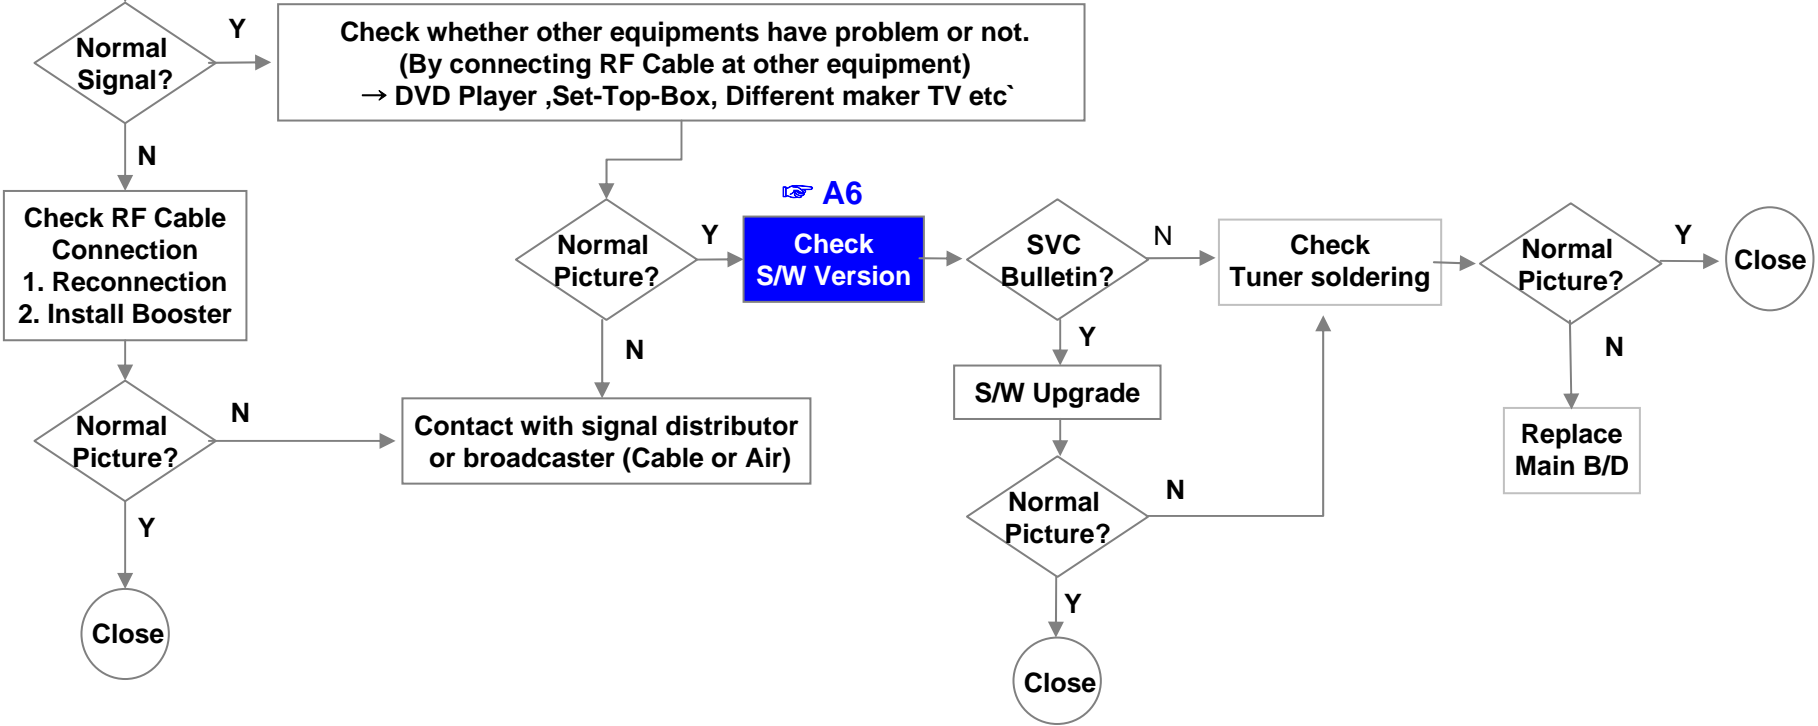 Normal
Signal?
Y
Check whether other equipments have problem or not.
(By connecting RF Cable at other equipment)
→ DVD Player ,Set-Top-Box, Different maker TV etc`
N
Check RF Cable
Connection
1. Reconnection
2. Install Booster
Normal
Picture?
N
Y
Close
Normal
Picture?
Y
N
Contact with signal distributor
or broadcaster (Cable or Air)
☞ A6
Check
S/W Version
SVC
Bulletin?
N
Y
S/W Upgrade
Normal
Picture?
N
Y
Close
Check
Tuner soldering
Normal
Picture?
Y
Close
N
Replace
Main B/D